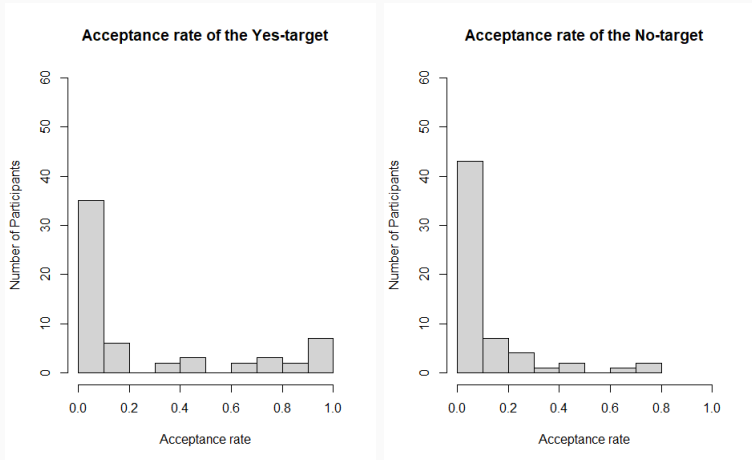 Acceptance rate of the Yes-target
60
50
40
30
20
10
0
Number of Participants
0.0 0.2 0.4 0.6 0.8 1.0
Acceptance rate
Acceptance rate of the No-target
60
50
40
30
20
10
0
Number of Participants
0.0 0.2 0.4 0.6 0.8 1.0
Acceptance rate